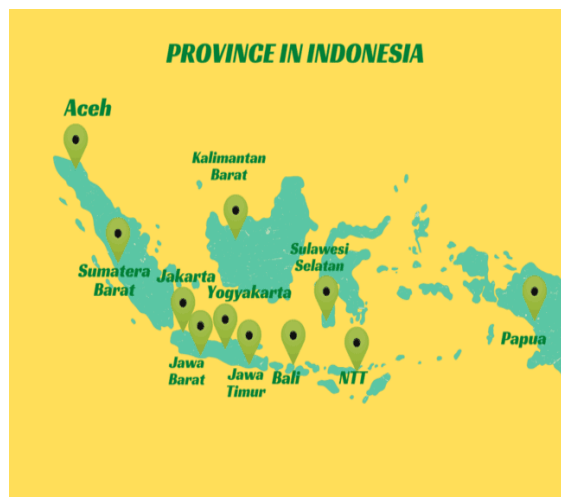 PROVINCE IN INDONESIA
Aceh
Kalimantan
Barat
Sulawesi
Selatan
Sumatera
Barat
Jakarta
Yogyakarta
Papua
Jawa
Barat
Jawa
Timur
Bali
NTT